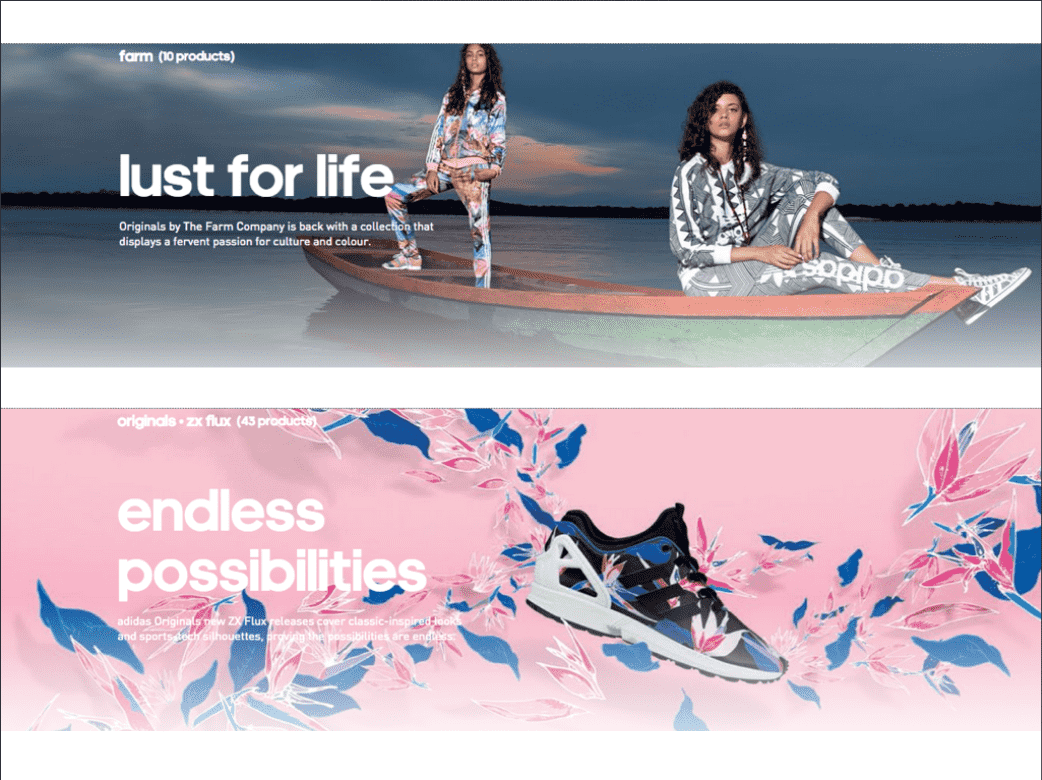 farm (10 products)
lust for life
Originals by The Farm Company is back with a collection that
displays a fervent passion for culture and colour.
adidas
originals • zx flux (43 products)
endless
possibilities
adidas Originals new ZX Flux releases cover classic-inspired looks
and sports-tech silhouettes, proving the possibilities are endless.